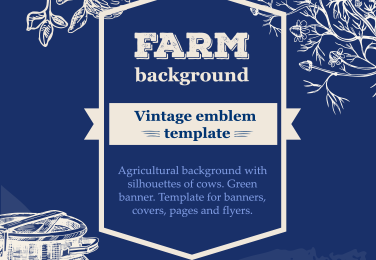 FARM
background
Vintage emblem
template
Agricultural background with
silhouettes of cows. Green
banner. Template for banners,
covers, pages and flyers.